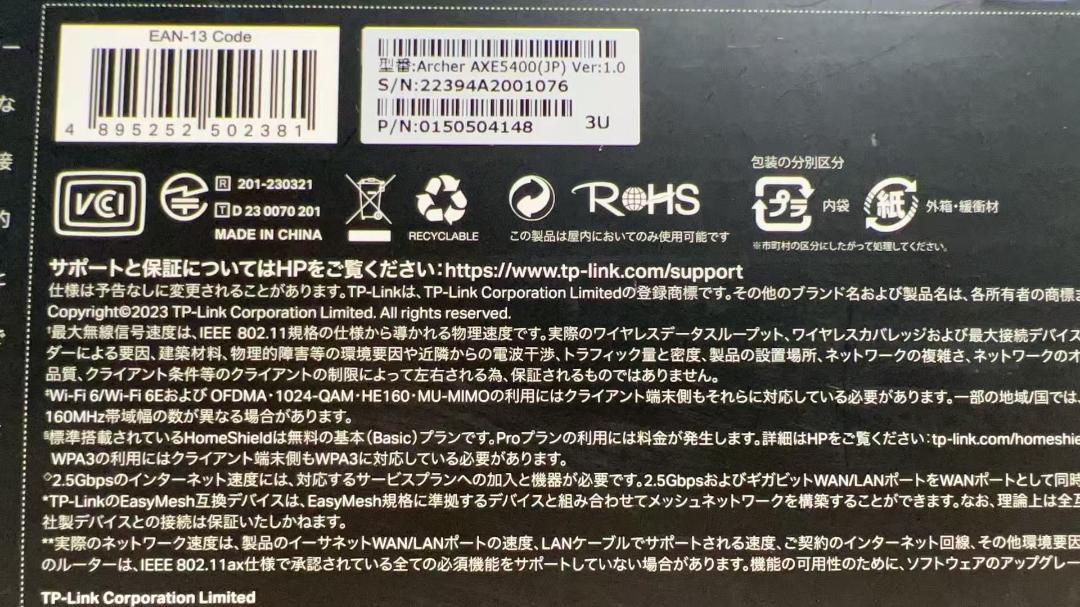 EAN-13 Code
4 895252 502381
型番:Archer AXE5400(JP) Ver:1.0
S/N:22394A2001076
P/N:0150504148
3U
VCI
R 201-230321
T D 23 0070 201
MADE IN CHINA
RECYCLABLE
RoHS
この製品は屋内においてのみ使用可能です
包装の分別区分
プラ 内袋
紙 外箱・緩衝材
※市町村の区分にしたがって処理してください。
サポートと保証についてはHPをご覧ください:https://www.tp-link.com/support
仕様は予告なしに変更されることがあります。TP-Linkは、TP-Link Corporation Limitedの登録商標です。その他のブランド名および製品名は、各所有者の商標ま
Copyright©2023 TP-Link Corporation Limited. All rights reserved.
†最大無線信号速度は、IEEE 802.11規格の仕様から導かれる物理速度です。実際のワイヤレスデータスループット、ワイヤレスカバレッジおよび最大接続デバイス
ダーによる要因、建築材料、物理的障害等の環境要因や近隣からの電波干渉、トラフィック量と密度、製品の設置場所、ネットワークの複雑さ、ネットワークのオ
品質、クライアント条件等のクライアントの制限によって左右される為、保証されるものではありません。
‡Wi-Fi 6/Wi-Fi 6Eおよび OFDMA・1024-QAM・HE160・MU-MIMOの利用にはクライアント端末側もそれらに対応している必要があります。一部の地域/国では、
160MHz帯域幅の数が異なる場合があります。
§標準搭載されているHomeShieldは無料の基本(Basic)プランです。Proプランの利用には料金が発生します。詳細はHPをご覧ください:tp-link.com/homeshie
WPA3の利用にはクライアント端末側もWPA3に対応している必要があります。
◇2.5Gbpsのインターネット速度には、対応するサービスプランへの加入と機器が必要です。2.5GbpsおよびギガビットWAN/LANポートをWANポートとして同時
*TP-LinkのEasyMesh互換デバイスは、EasyMesh規格に準拠するデバイスと組み合わせてメッシュネットワークを構築することができます。なお、理論上は全互
社製デバイスとの接続は保証いたしかねます。
**実際のネットワーク速度は、製品のイーサネットWAN/LANポートの速度、LANケーブルでサポートされる速度、ご契約のインターネット回線、その他環境要因
のルーターは、IEEE 802.11ax仕様で承認されている全ての必須機能をサポートしていない場合があります。機能の可用性のために、ソフトウェアのアップグレー
TP-Link Corporation Limited